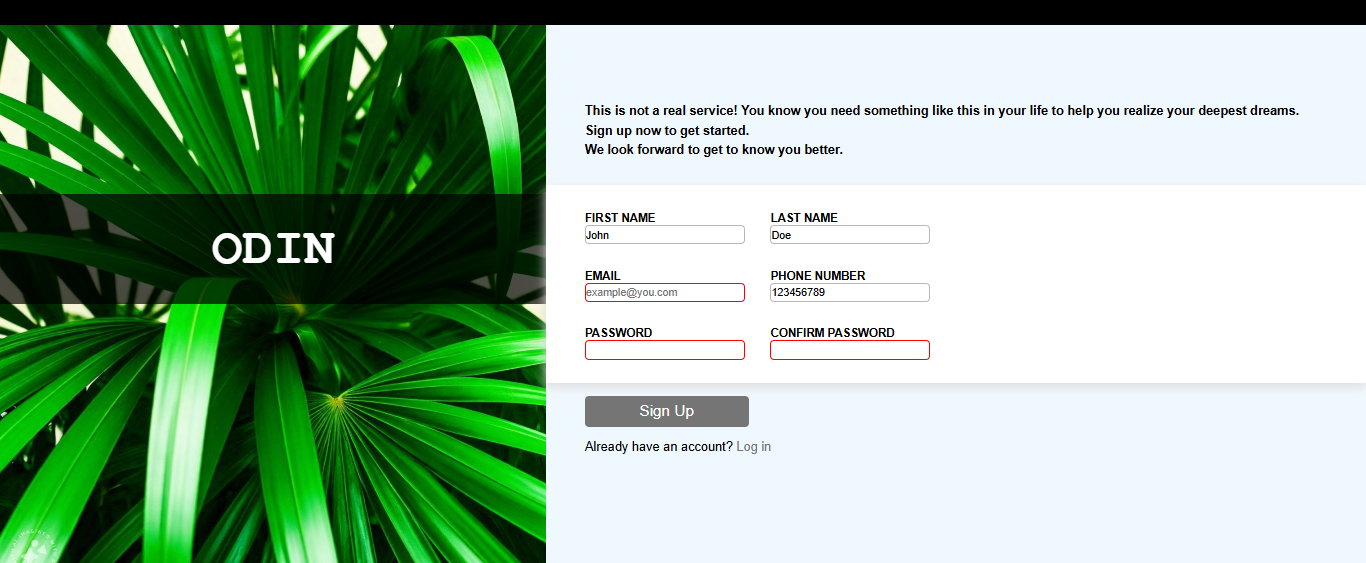 ODIN
This is not a real service! You know you need something like this in your life to help you realize your deepest dreams.
Sign up now to get started.
We look forward to get to know you better.
FIRST NAME LAST NAME
John Doe
EMAIL PHONE NUMBER
example@you.com 123456789
PASSWORD CONFIRM PASSWORD
Sign Up
Already have an account? Log in